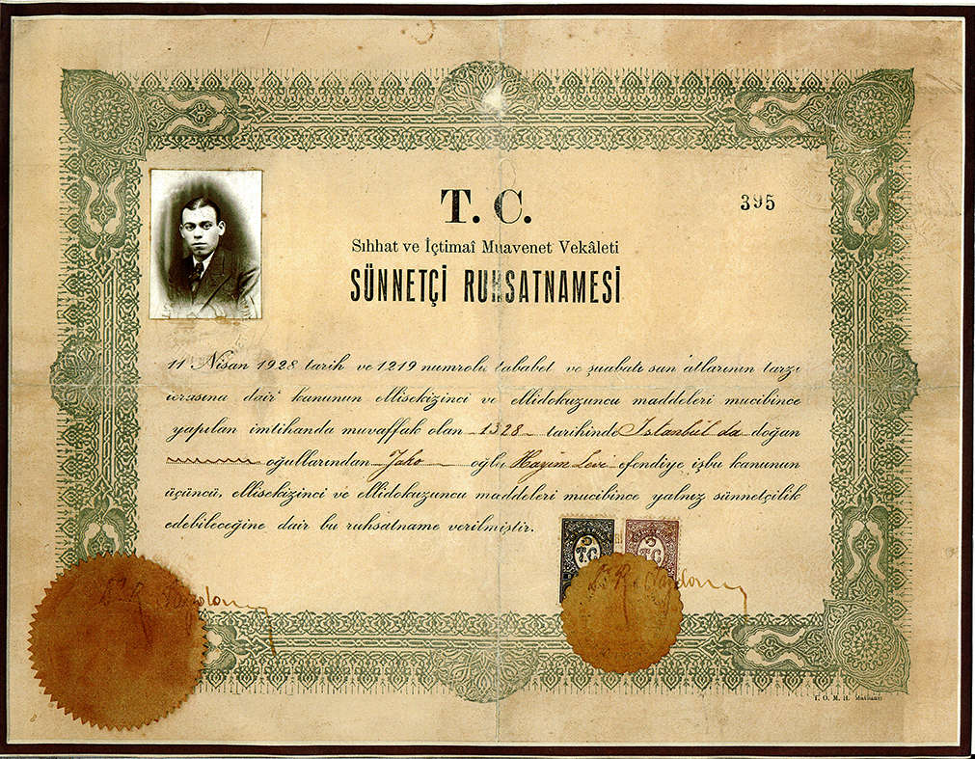 T. C.
395
Sıhhat ve İçtimaî Muavenet Vekâleti
SÜNNETÇİ RUHSATNAMESİ
11 Nisan 1928 tarih ve 1219 numrolu tababet ve şuabatı san'atlarının tarzı
icrasına dair kanunun ellisekizinci ve ellidokuzuncu maddeleri mucibince
yapılan imtihanda muvaffak olan 1328 tarihinde İstanbul da doğan
oğullarından Jako oğlu Hayim Levi efendiye işbu kanunun
üçüncü, ellisekizinci ve ellidokuzuncu maddeleri mucibince yalnız sünnetçilik
edebileceğine dair bu ruhsatname verilmiştir.
T.C.
T.C.
Dr. R.
Dr. R.
T. O. M. H. Matbaası